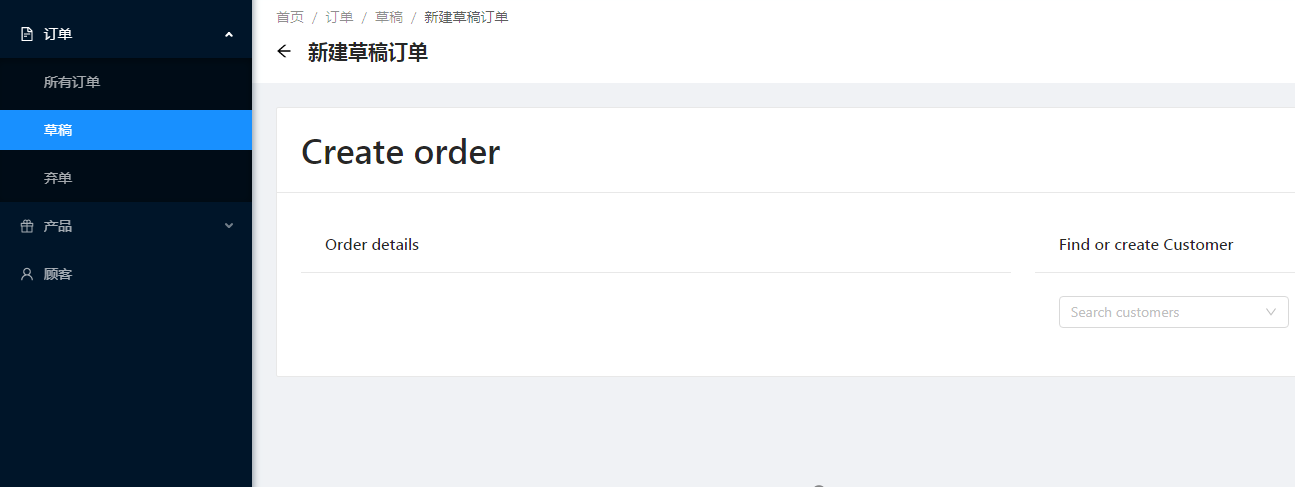 订单
所有订单
草稿
弃单
产品
顾客
首页 / 订单 / 草稿 / 新建草稿订单
新建草稿订单
Create order
Order details
Find or create Customer
Search customers